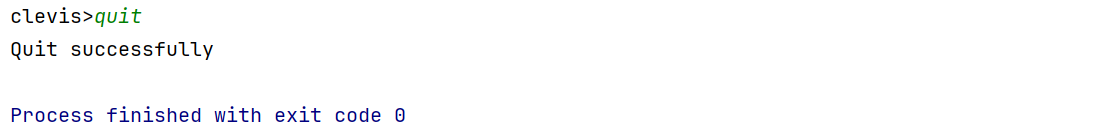 clevis>quit
Quit successfully
Process finished with exit code 0